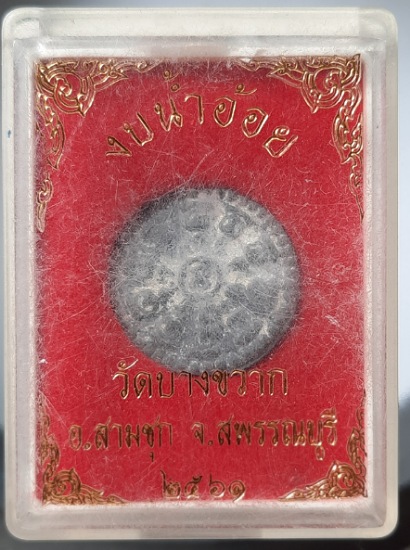 งบน้ำอ้อย
วัดบางขวาก
อ.สามชุก จ.สุพรรณบุรี
๒๕๖๑